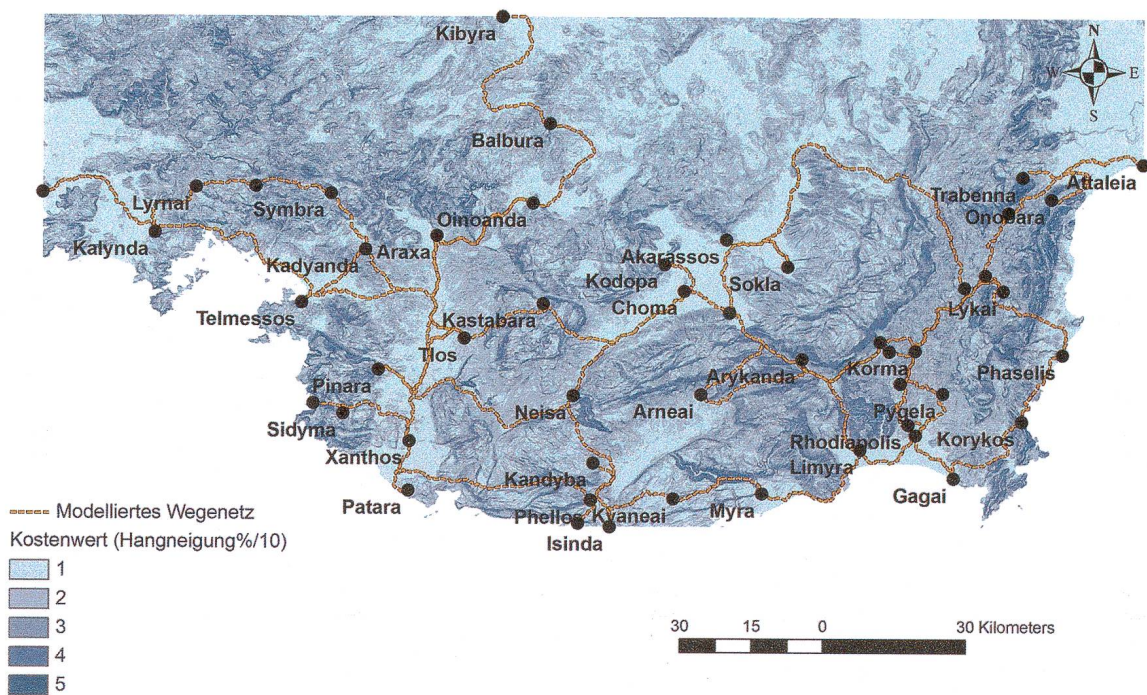 Kibyra
N
W E
S
Balbura
Lyrnai
Symbra
Oinoanda
Trabenna
Attaleia
Onobara
Kalynda
Kadyanda
Araxa
Akarassos
Kodopa
Sokla
Choma
Lykai
Telmessos
Kastabara
Tlos
Pinara
Arykanda
Korma
Phaselis
Neisa
Arneai
Pygela
Sidyma
Xanthos
Rhodiapolis
Korykos
Limyra
Kandyba
Patara
Phellos
Kyaneai
Myra
Gagai
Isinda
Modelliertes Wegenetz
Kostenwert (Hangneigung%/10)
1
2
3
4
5
30 15 0 30 Kilometers